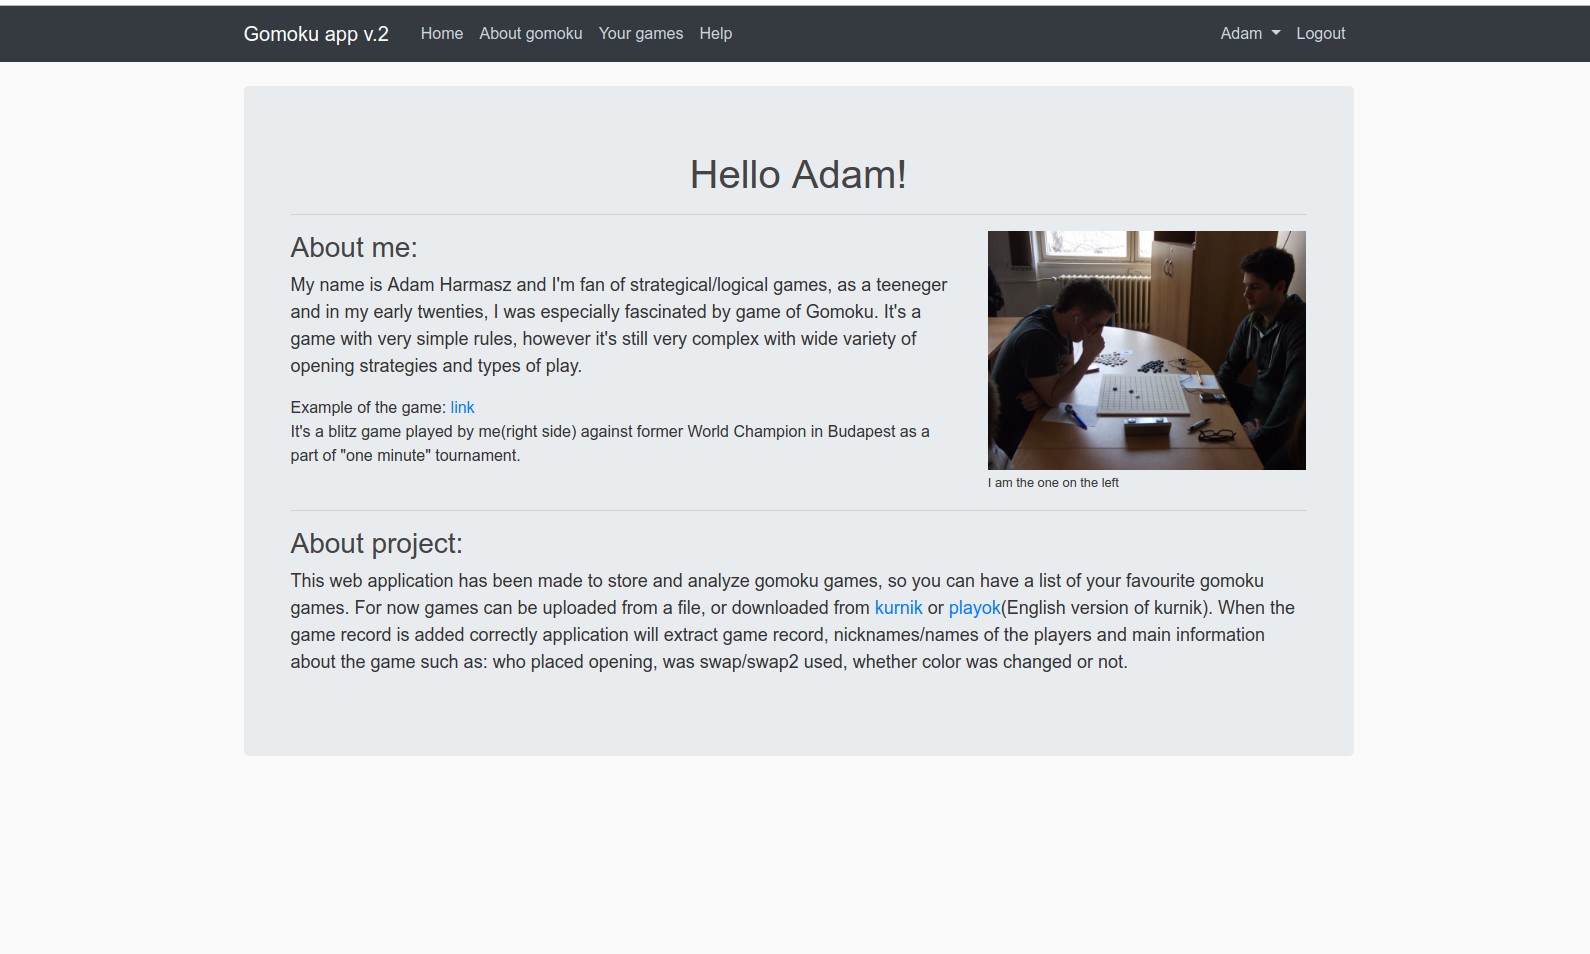 Gomoku app v.2 Home About gomoku Your games Help Adam Logout
Hello Adam!
About me:
My name is Adam Harmasz and I'm fan of strategical/logical games, as a teeneger
and in my early twenties, I was especially fascinated by game of Gomoku. It's a
game with very simple rules, however it's still very complex with wide variety of
opening strategies and types of play.
Example of the game: link
It's a blitz game played by me(right side) against former World Champion in Budapest as a
part of "one minute" tournament.
I am the one on the left
About project:
This web application has been made to store and analyze gomoku games, so you can have a list of your favourite gomoku
games. For now games can be uploaded from a file, or downloaded from kurnik or playok(English version of kurnik). When the
game record is added correctly application will extract game record, nicknames/names of the players and main information
about the game such as: who placed opening, was swap/swap2 used, whether color was changed or not.